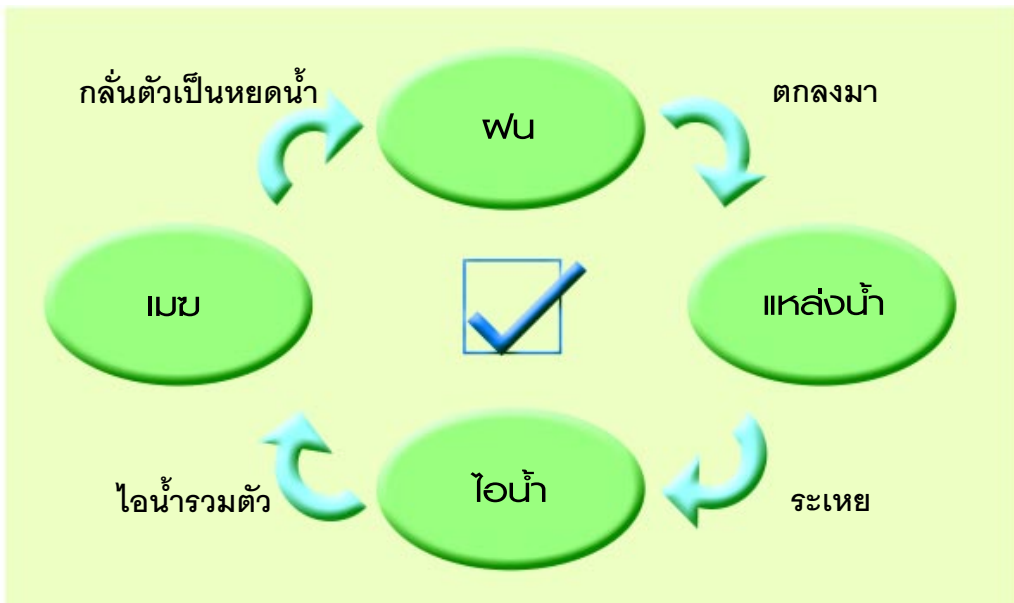 กลั่นตัวเป็นหยดน้ำ
ฝน
ตกลงมา
เมฆ
แหล่งน้ำ
ไอน้ำรวมตัว
ไอน้ำ
ระเหย